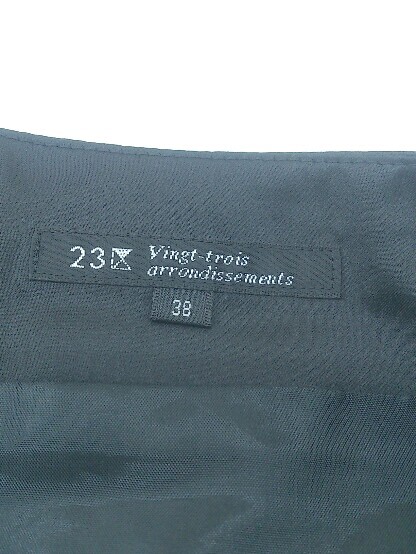 23区 Vingt-trois
arrondissements
38